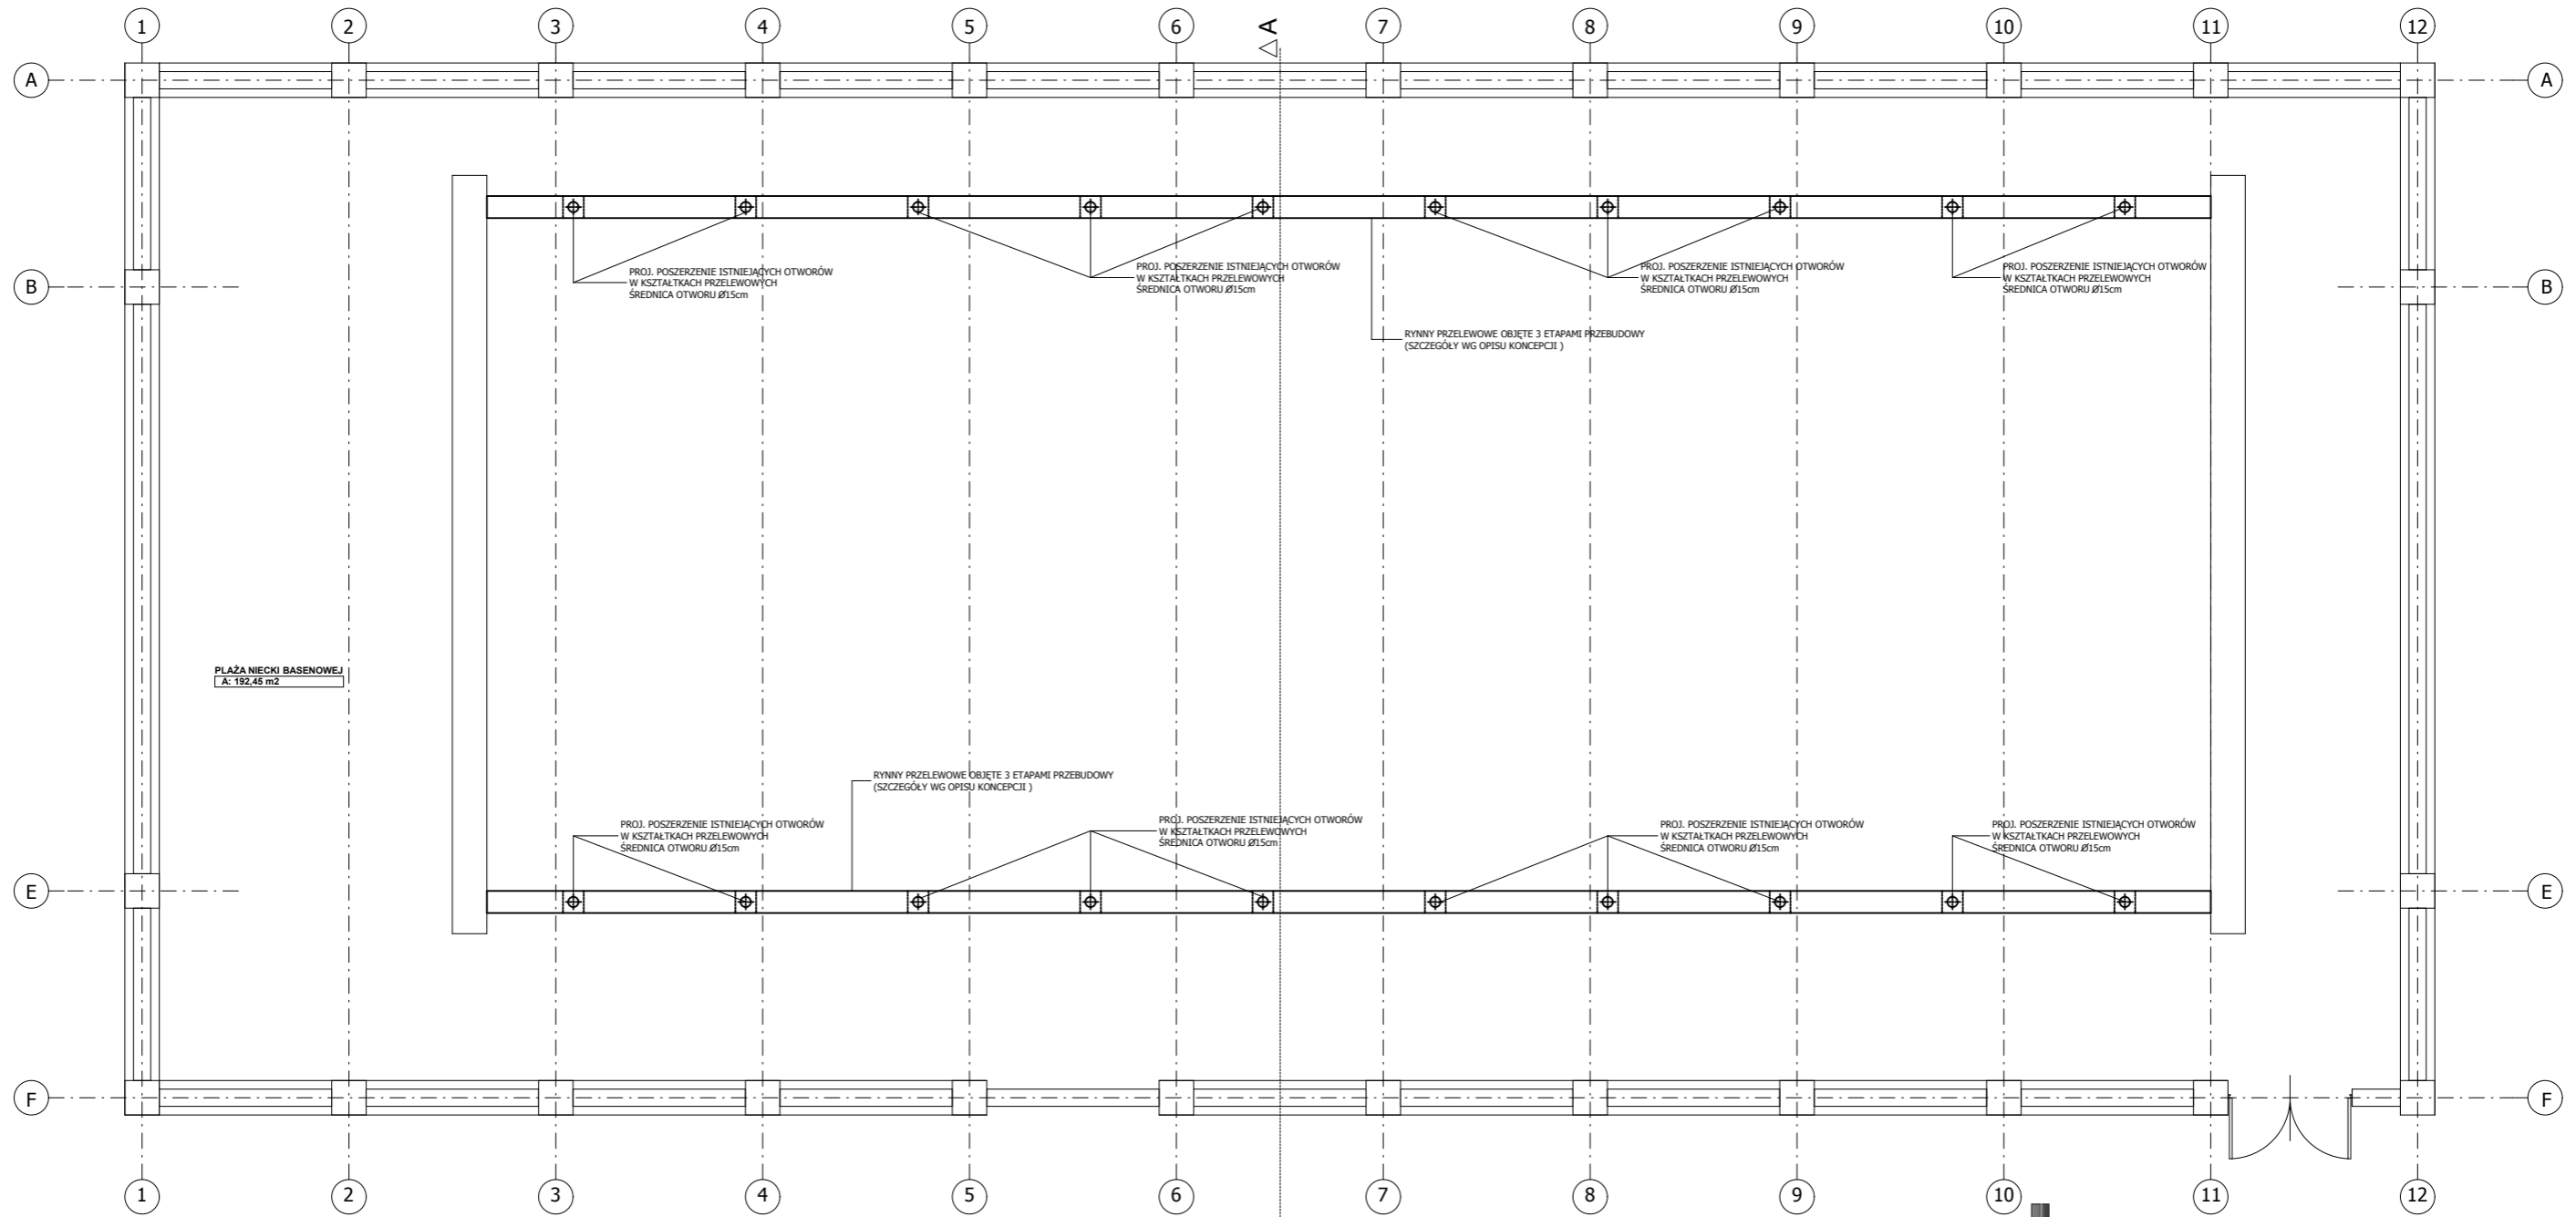 1 2 3 4 5 6 A 7 8 9 10 11 12
A A
PROJ. POSZERZENIE ISTNIEJĄCYCH OTWORÓW
W KSZTAŁTKACH PRZELEWOWYCH
ŚREDNICA OTWORU Ø15cm
PROJ. POSZERZENIE ISTNIEJĄCYCH OTWORÓW
W KSZTAŁTKACH PRZELEWOWYCH
ŚREDNICA OTWORU Ø15cm
PROJ. POSZERZENIE ISTNIEJĄCYCH OTWORÓW
W KSZTAŁTKACH PRZELEWOWYCH
ŚREDNICA OTWORU Ø15cm
PROJ. POSZERZENIE ISTNIEJĄCYCH OTWORÓW
W KSZTAŁTKACH PRZELEWOWYCH
ŚREDNICA OTWORU Ø15cm
B B
RYNNY PRZELEWOWE OBJĘTE 3 ETAPAMI PRZEBUDOWY
(SZCZEGÓŁY WG OPISU KONCEPCJI )
PLAŻA NIECKI BASENOWEJ
A: 192,45 m2
RYNNY PRZELEWOWE OBJĘTE 3 ETAPAMI PRZEBUDOWY
(SZCZEGÓŁY WG OPISU KONCEPCJI )
PROJ. POSZERZENIE ISTNIEJĄCYCH OTWORÓW
W KSZTAŁTKACH PRZELEWOWYCH
ŚREDNICA OTWORU Ø15cm
PROJ. POSZERZENIE ISTNIEJĄCYCH OTWORÓW
W KSZTAŁTKACH PRZELEWOWYCH
ŚREDNICA OTWORU Ø15cm
PROJ. POSZERZENIE ISTNIEJĄCYCH OTWORÓW
W KSZTAŁTKACH PRZELEWOWYCH
ŚREDNICA OTWORU Ø15cm
PROJ. POSZERZENIE ISTNIEJĄCYCH OTWORÓW
W KSZTAŁTKACH PRZELEWOWYCH
ŚREDNICA OTWORU Ø15cm
E E
F F
1 2 3 4 5 6 7 8 9 10 11 12